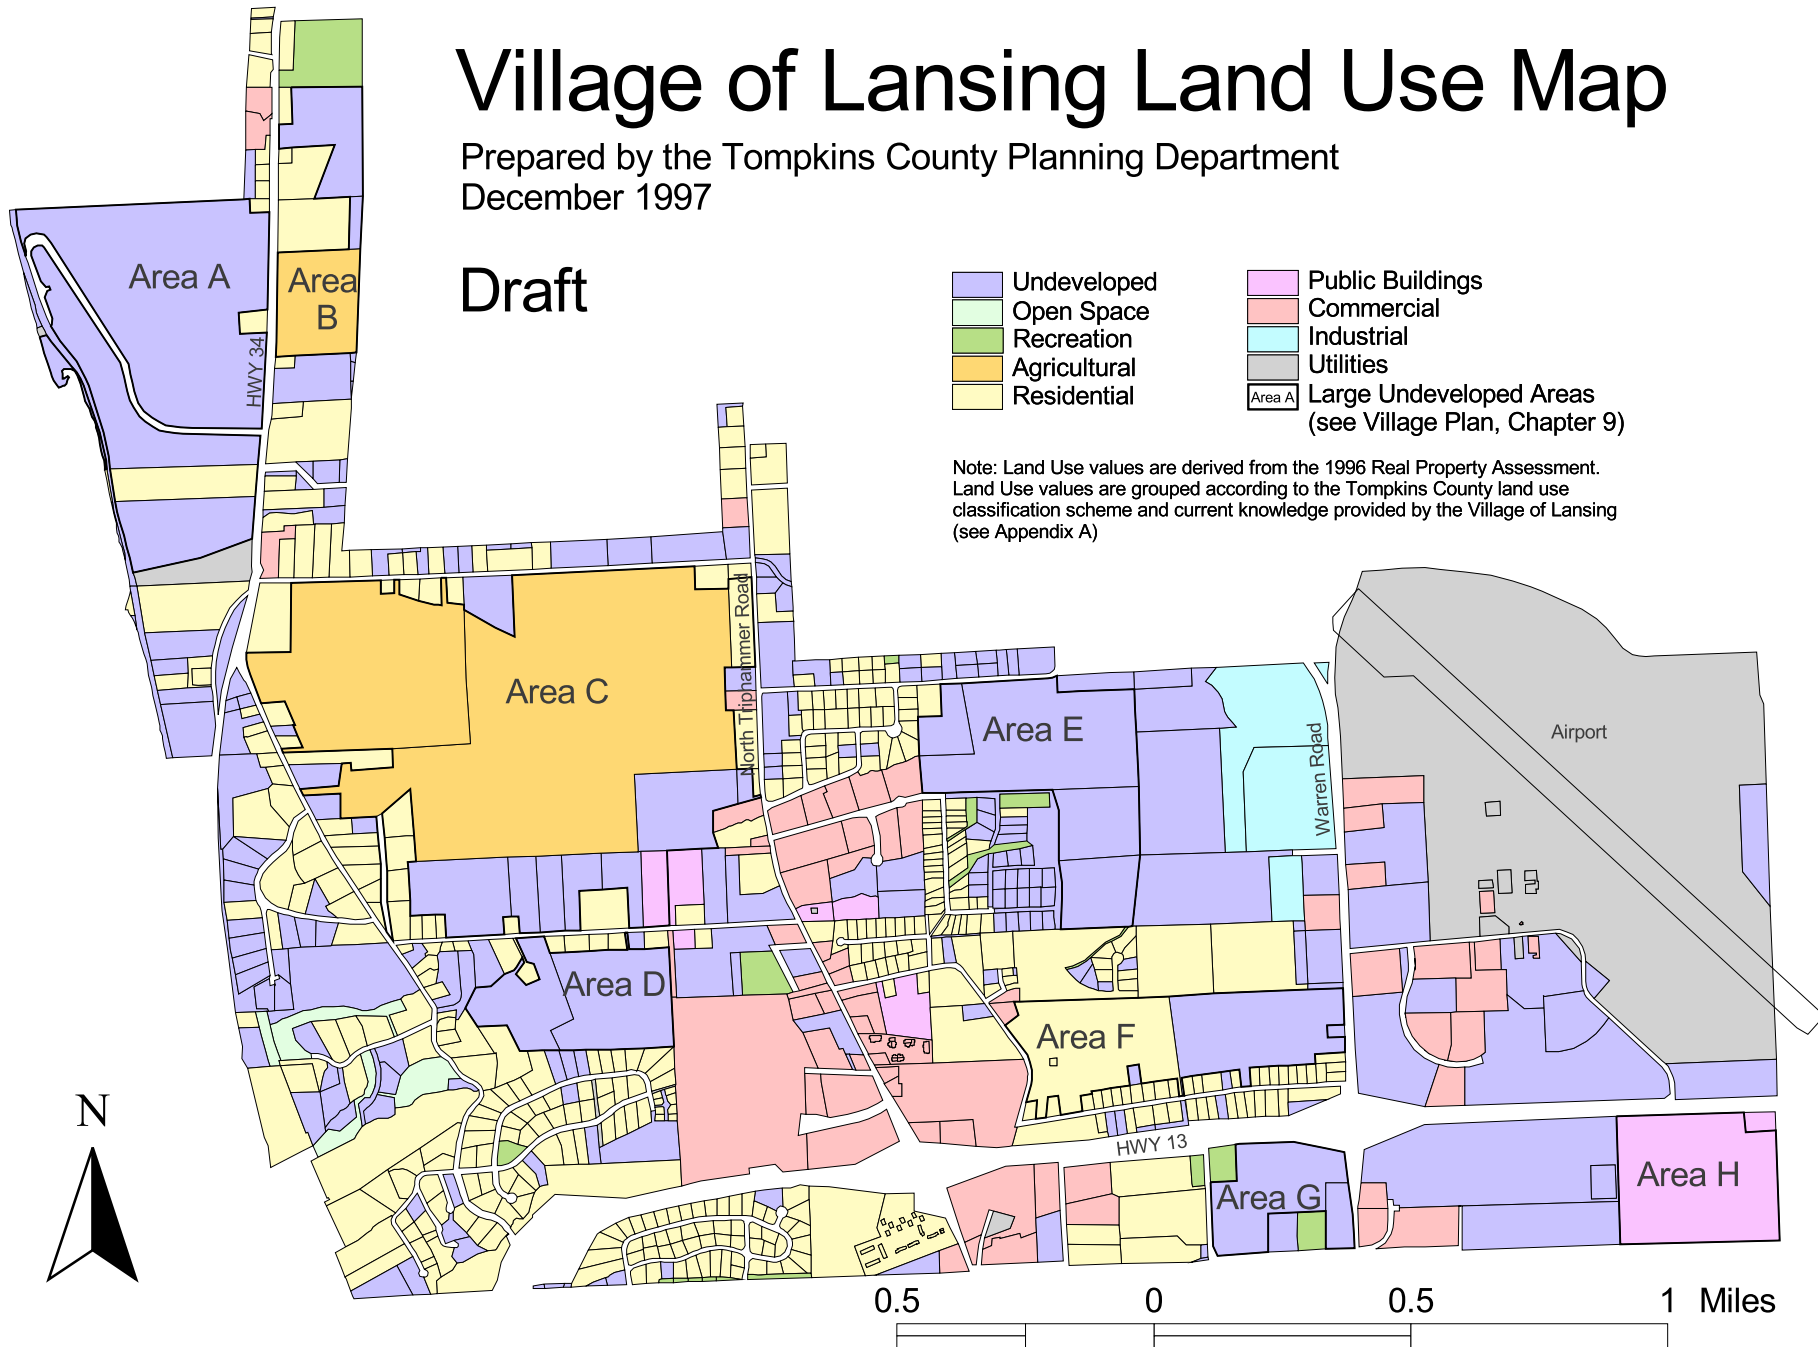 Village of Lansing Land Use Map
Prepared by the Tompkins County Planning Department
December 1997
Draft
Undeveloped
Open Space
Recreation
Agricultural
Residential
Public Buildings
Commercial
Industrial
Utilities
Area A
Large Undeveloped Areas
(see Village Plan, Chapter 9)
Note: Land Use values are derived from the 1996 Real Property Assessment.
Land Use values are grouped according to the Tompkins County land use
classification scheme and current knowledge provided by the Village of Lansing
(see Appendix A)
Area A
Area
B
HWY 34
Area C
North Triphammer Road
Area E
Warren Road
Airport
Area D
Area F
HWY 13
Area G
Area H
N
0.5
0
0.5
1 Miles